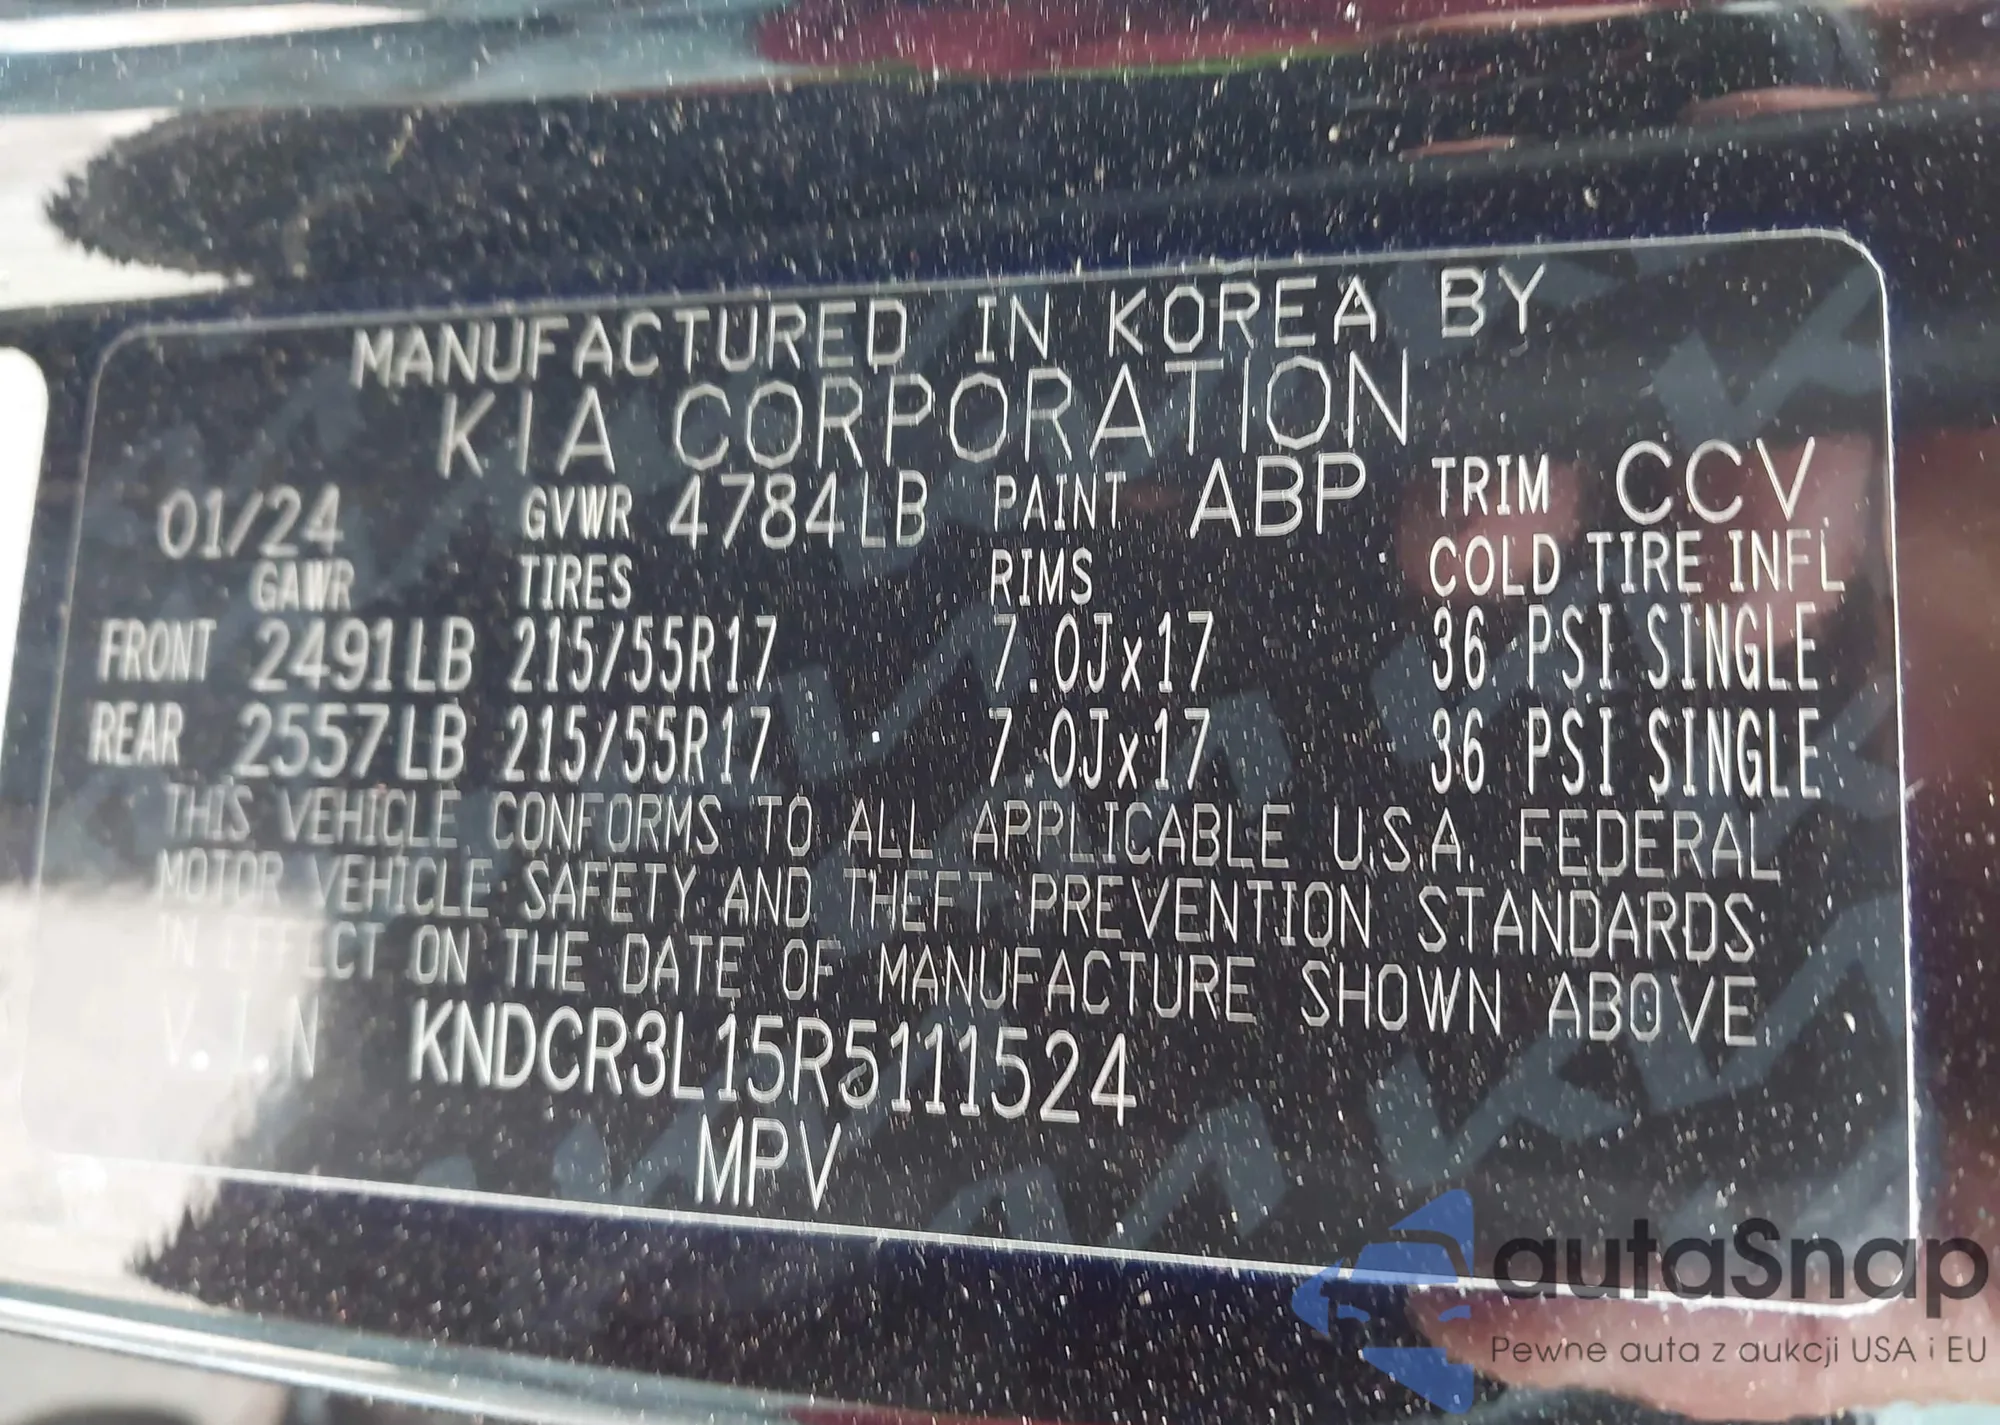 MANUFACTURED IN KOREA BY
KIA CORPORATION
01/24 GVWR 4784LB PAINT ABP TRIM CCV
GAWR TIRES RIMS COLD TIRE INFL
FRONT 2491LB 215/55R17 7.0Jx17 36 PSI SINGLE
REAR 2557LB 215/55R17 7.0Jx17 36 PSI SINGLE
THIS VEHICLE CONFORMS TO ALL APPLICABLE U.S.A. FEDERAL
MOTOR VEHICLE SAFETY AND THEFT PREVENTION STANDARDS
IN EFFECT ON THE DATE OF MANUFACTURE SHOWN ABOVE.
V.I.N KNDCR3L15R5111524
MPV
autaSnap
Pewne auta z aukcji USA i EU